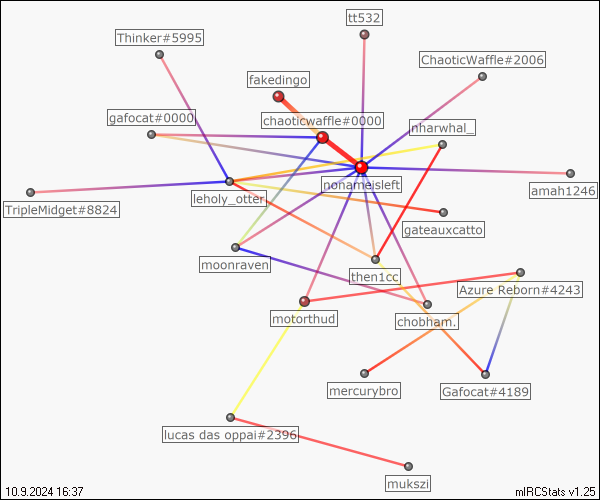 tt532
Thinker#5995
ChaoticWaffle#2006
fakedingo
gafocat#0000
chaoticwaffle#0000
nharwhal_
nonameisleft
amah1246
leholy_otter
TripleMidget#8824
gateauxcatto
moonraven
then1cc
Azure Reborn#4243
motorthud
chobham.
mercurybro
Gafocat#4189
lucas das oppai#2396
mukszi
10.9.2024 16:37
mIRCStats v1.25